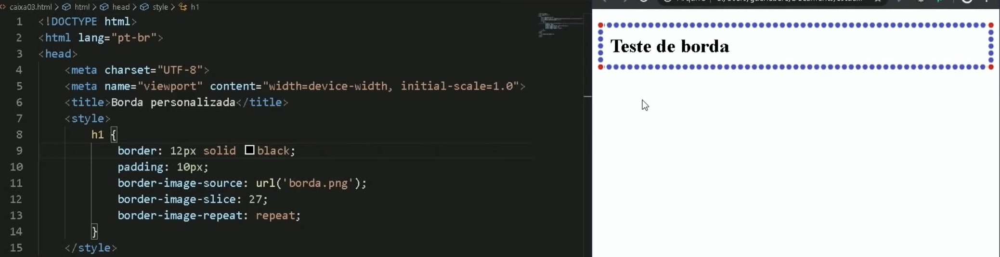 caixa03.html > html > head > style > h1
1 <!DOCTYPE html>
2 <html lang="pt-br">
3 <head>
4 <meta charset="UTF-8">
5 <meta name="viewport" content="width=device-width, initial-scale=1.0">
6 <title>Borda personalizada</title>
7 <style>
8 h1 {
9 border: 12px solid black;
10 padding: 10px;
11 border-image-source: url('borda.png');
12 border-image-slice: 27;
13 border-image-repeat: repeat;
14 }
15 </style>
Teste de borda